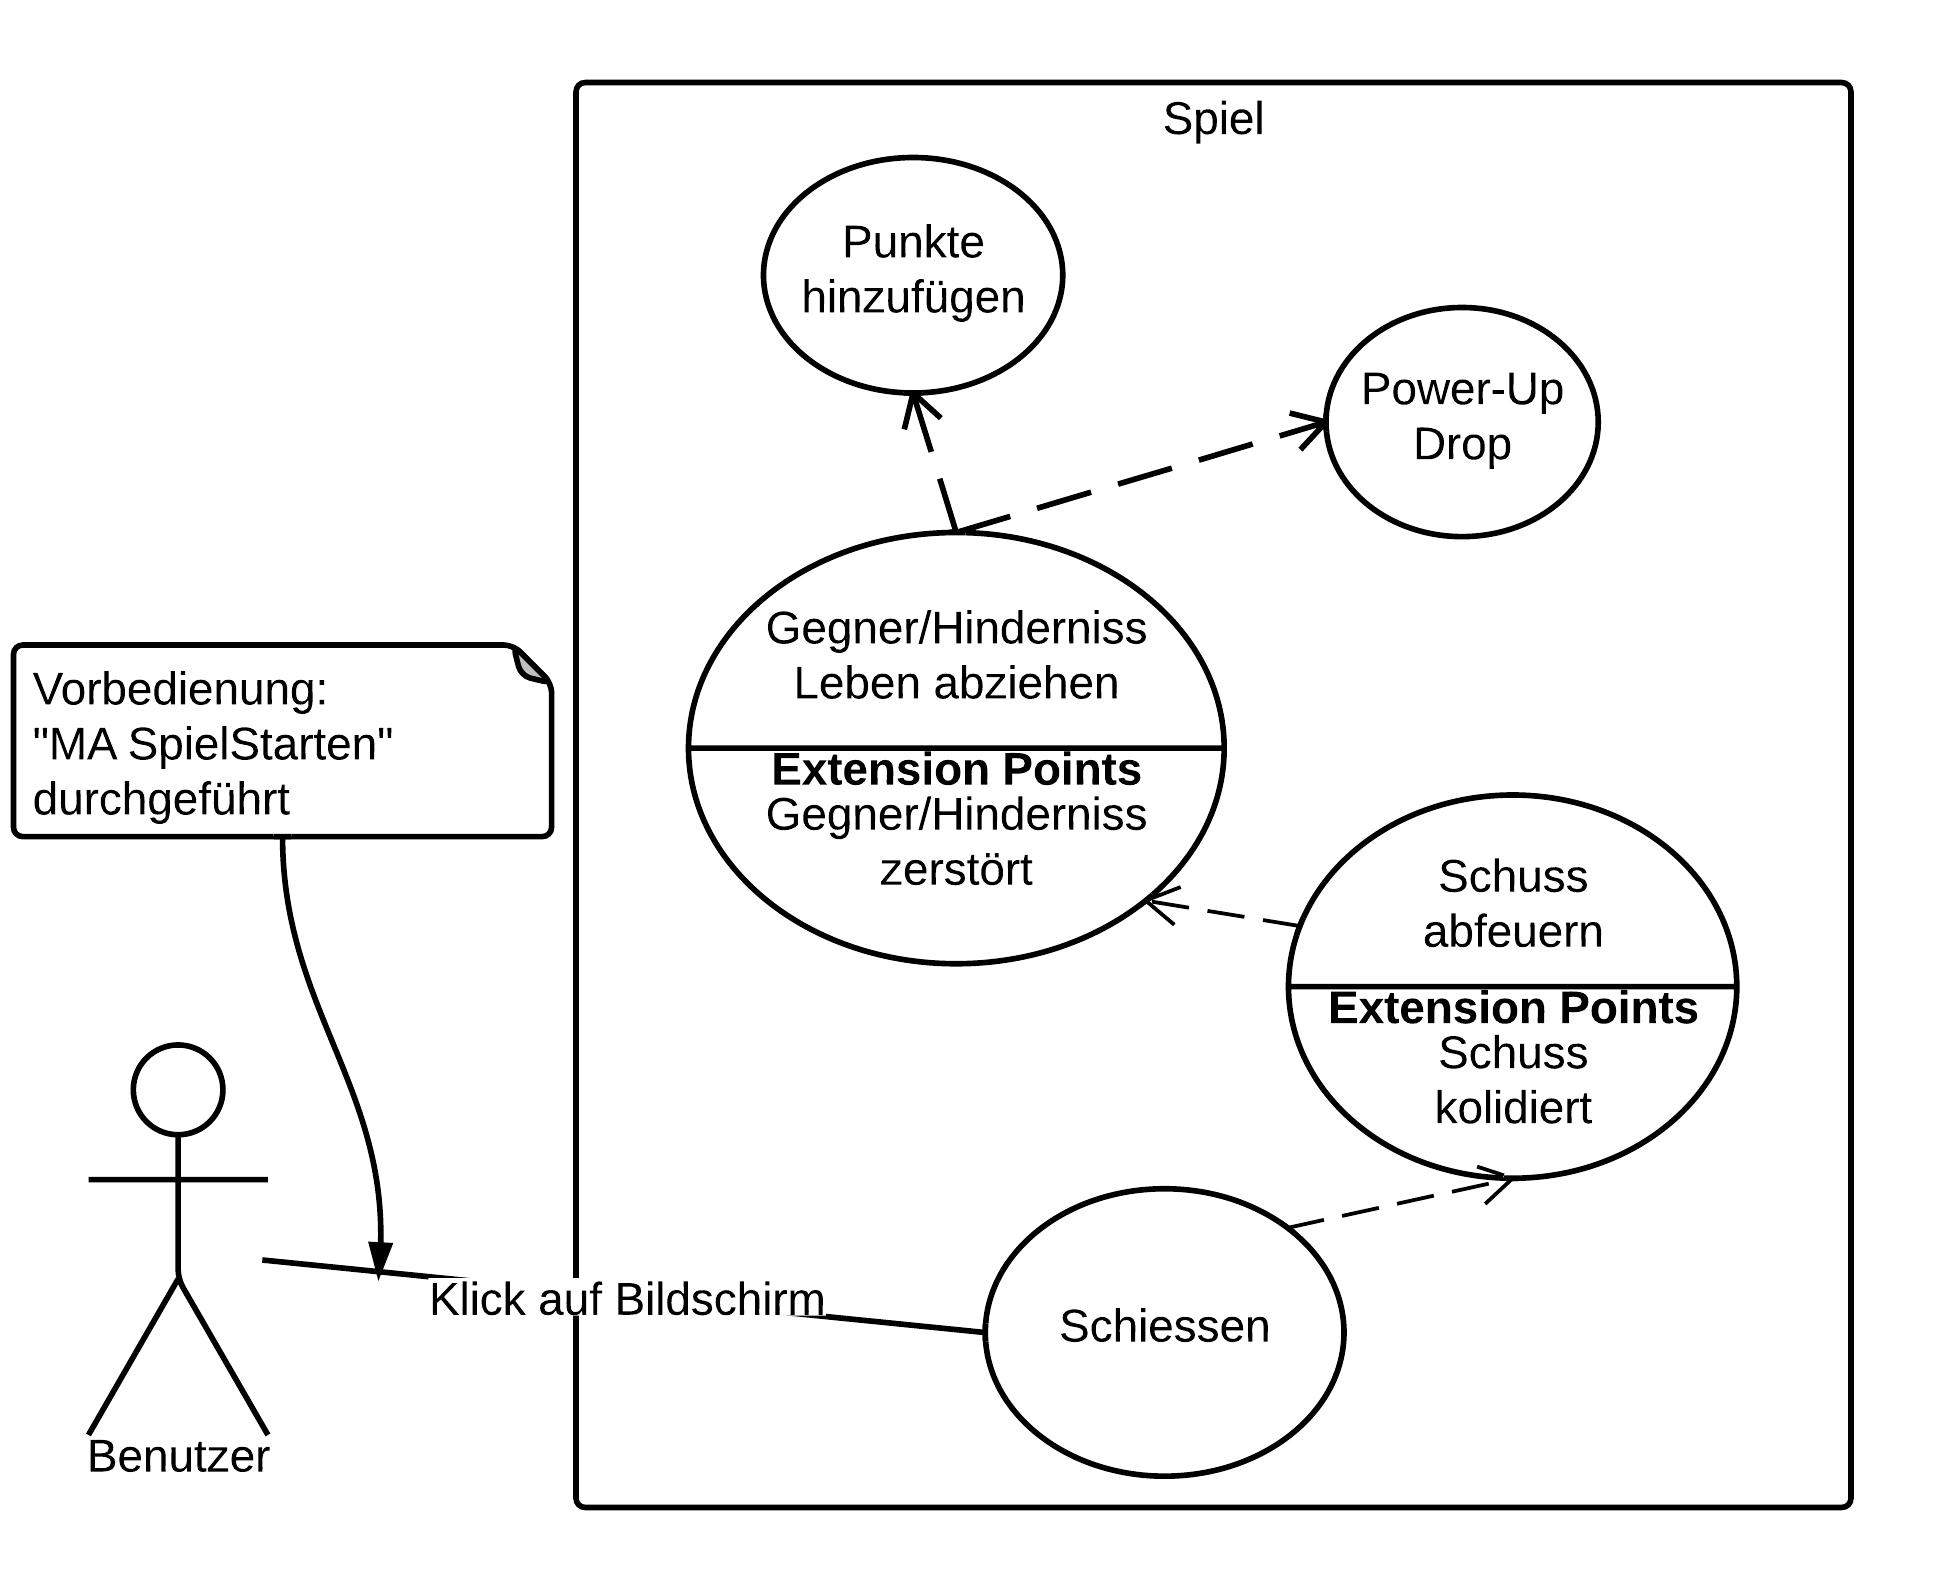 Spiel
Punkte
hinzufügen
Power-Up
Drop
Gegner/Hinderniss
Leben abziehen
Extension Points
Gegner/Hinderniss
zerstört
Vorbedienung:
"MA SpielStarten"
durchgeführt
Schuss
abfeuern
Extension Points
Schuss
kolidiert
Klick auf Bildschirm
Schiessen
Benutzer